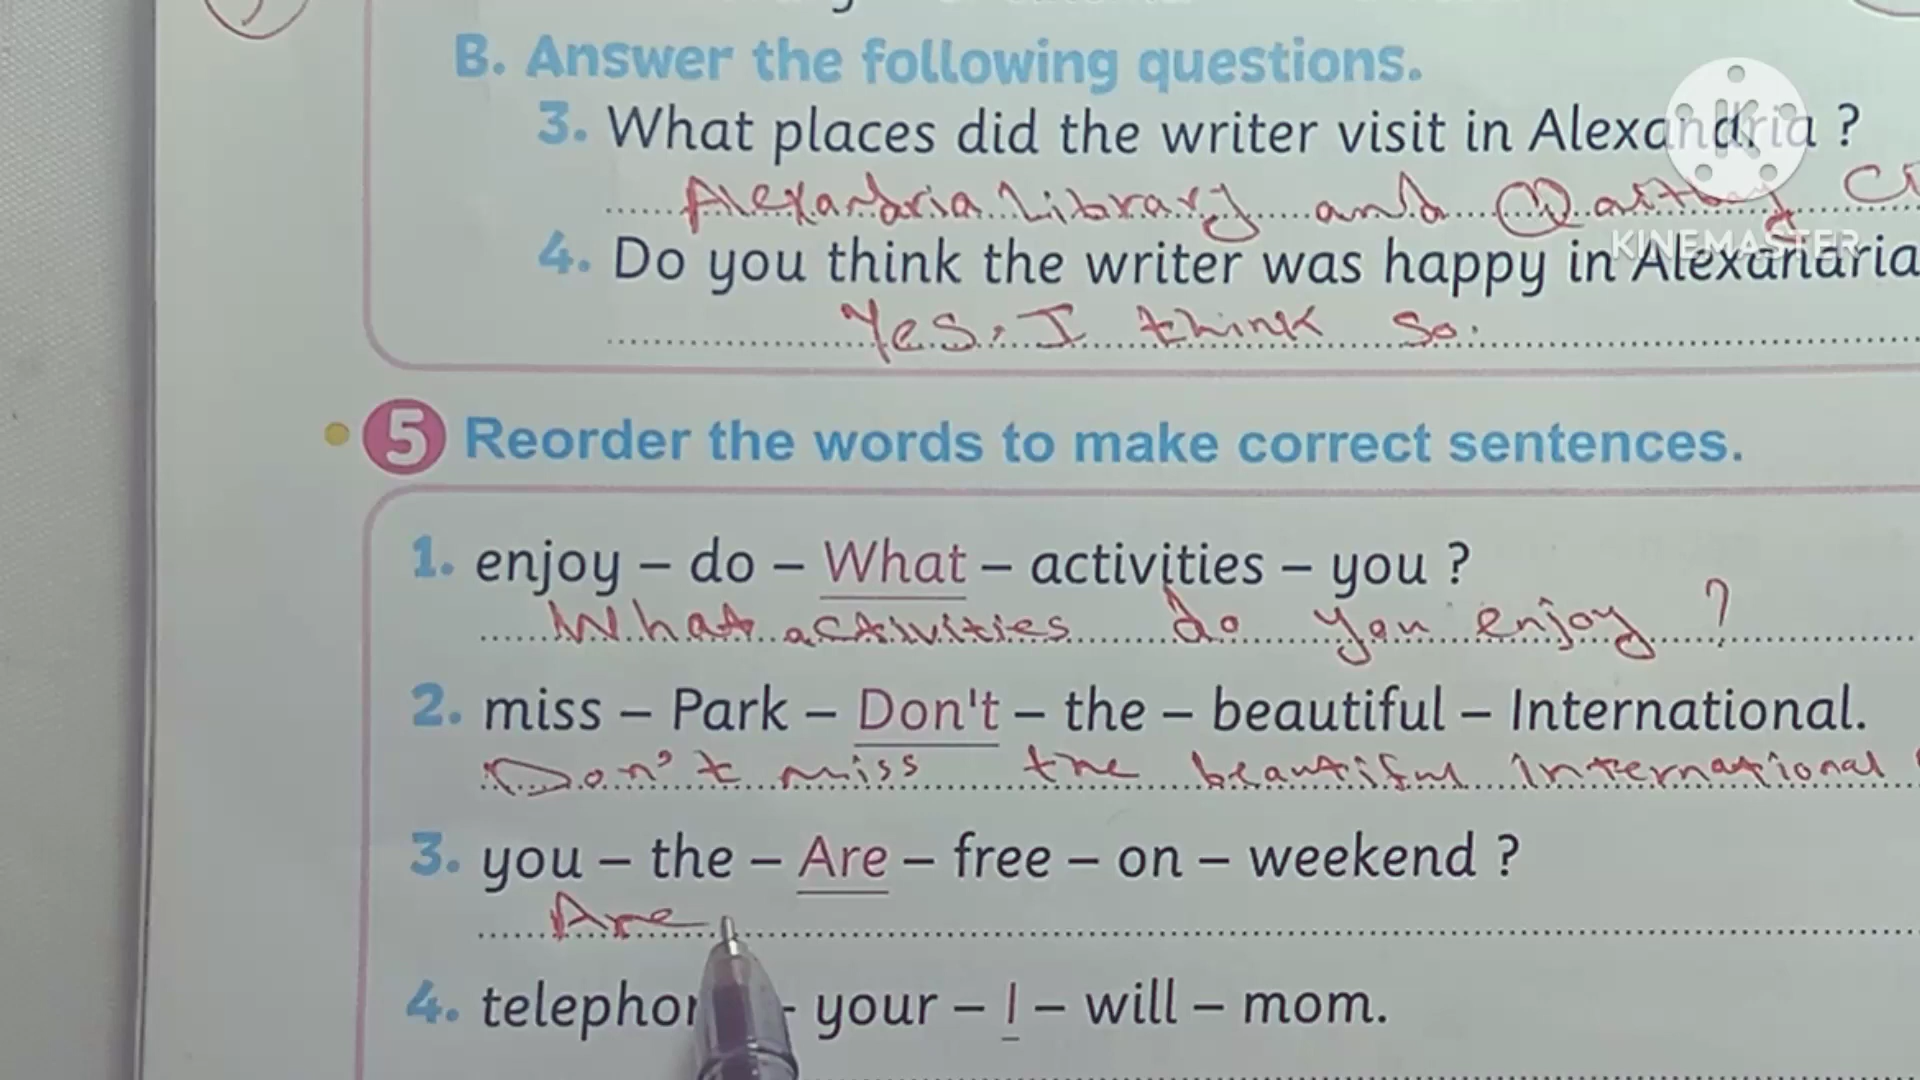 B. Answer the following questions.
3. What places did the writer visit in Alexandria ?
Alexandria Library and Qaitbay
KINEMASTER
4. Do you think the writer was happy in Alexandria
Yes, I think so.
5 Reorder the words to make correct sentences.
1. enjoy – do – What – activities – you ?
What activities do you enjoy ?
2. miss – Park – Don't – the – beautiful – International.
Don't miss the beautiful International
3. you – the – Are – free – on – weekend ?
Are
4. – your – I – will – mom.